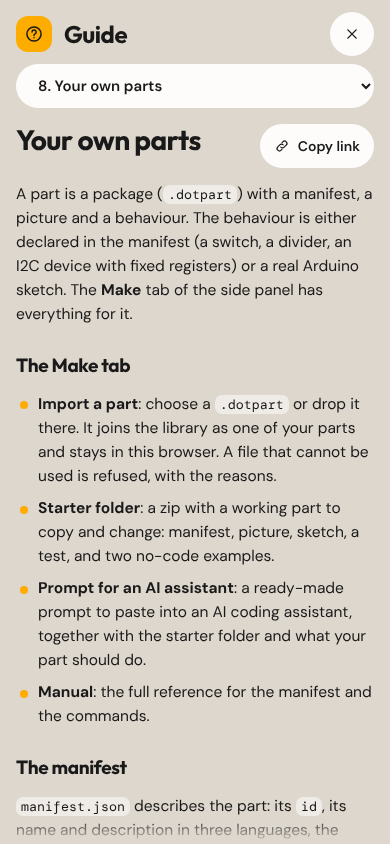 Guide
8. Your own parts
Your own parts
Copy link
A part is a package ( .dotpart ) with a manifest, a
picture and a behaviour. The behaviour is either
declared in the manifest (a switch, a divider, an
I2C device with fixed registers) or a real Arduino
sketch. The Make tab of the side panel has
everything for it.
The Make tab
Import a part: choose a .dotpart or drop it
there. It joins the library as one of your parts
and stays in this browser. A file that cannot be
used is refused, with the reasons.
Starter folder: a zip with a working part to
copy and change: manifest, picture, sketch, a
test, and two no-code examples.
Prompt for an AI assistant: a ready-made
prompt to paste into an AI coding assistant,
together with the starter folder and what your
part should do.
Manual: the full reference for the manifest and
the commands.
The manifest
manifest.json describes the part: its id, its
name and description in three languages, the